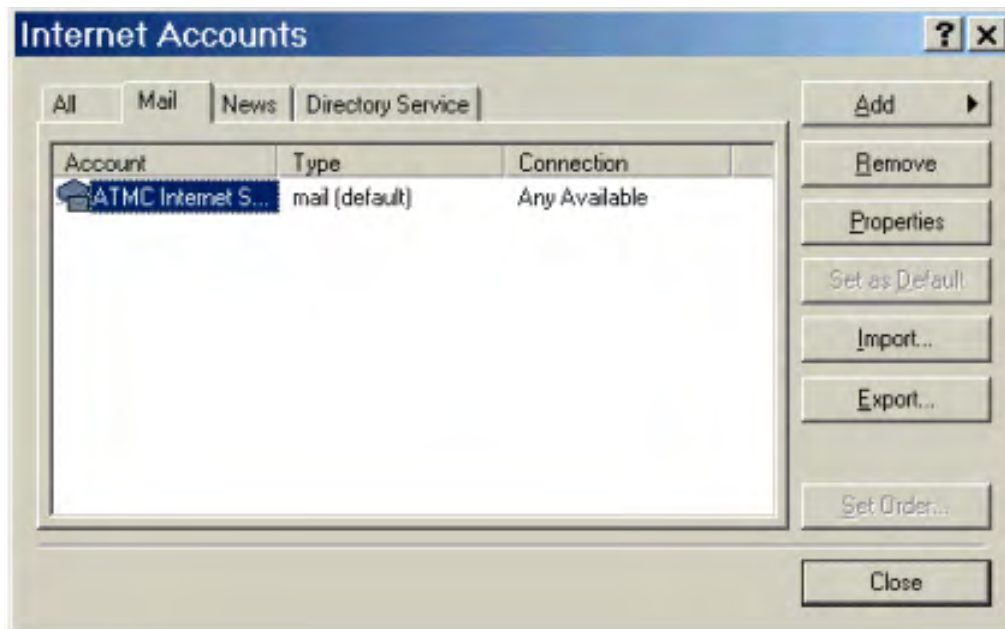 Internet Accounts
All Mail News Directory Service
Account Type Connection
ATMC Internet S... mail (default) Any Available
Add
Remove
Properties
Set as Default
Import...
Export...
Set Order...
Close